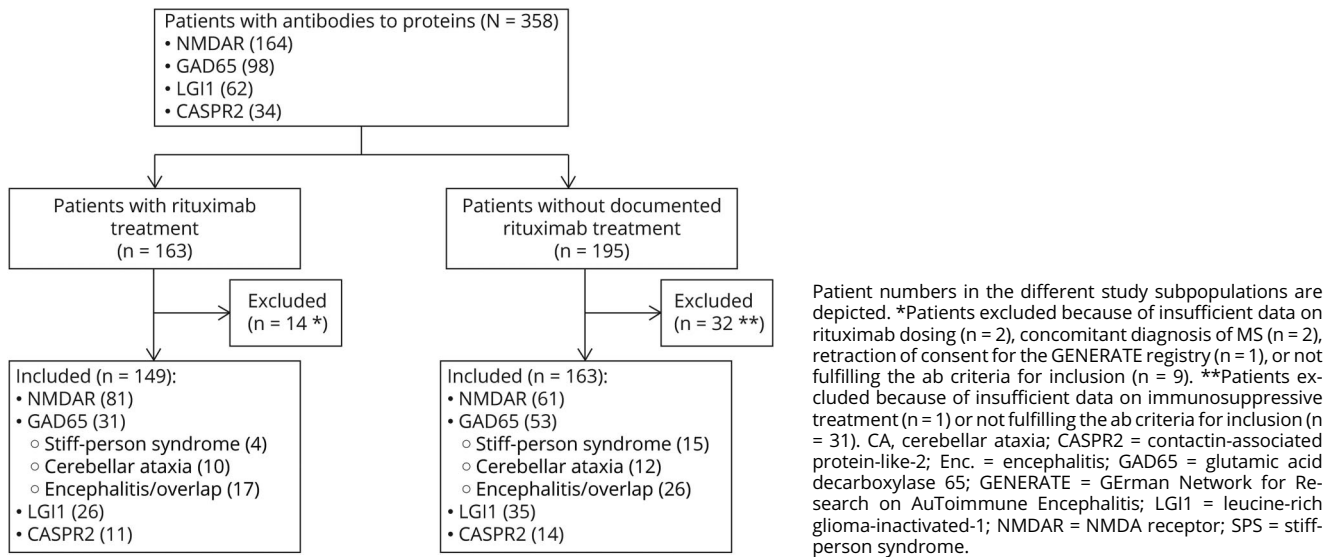 Patients with antibodies to proteins (N = 358)
• NMDAR (164)
• GAD65 (98)
• LGI1 (62)
• CASPR2 (34)
Patients with rituximab
treatment
(n = 163)
Patients without documented
rituximab treatment
(n = 195)
Excluded
(n = 14 *)
Excluded
(n = 32 **)
Included (n = 149):
• NMDAR (81)
• GAD65 (31)
○ Stiff-person syndrome (4)
○ Cerebellar ataxia (10)
○ Encephalitis/overlap (17)
• LGI1 (26)
• CASPR2 (11)
Included (n = 163):
• NMDAR (61)
• GAD65 (53)
○ Stiff-person syndrome (15)
○ Cerebellar ataxia (12)
○ Encephalitis/overlap (26)
• LGI1 (35)
• CASPR2 (14)
Patient numbers in the different study subpopulations are
depicted. *Patients excluded because of insufficient data on
rituximab dosing (n = 2), concomitant diagnosis of MS (n = 2),
retraction of consent for the GENERATE registry (n = 1), or not
fulfilling the ab criteria for inclusion (n = 9). **Patients ex-
cluded because of insufficient data on immunosuppressive
treatment (n = 1) or not fulfilling the ab criteria for inclusion (n
= 31). CA, cerebellar ataxia; CASPR2 = contactin-associated
protein-like-2; Enc. = encephalitis; GAD65 = glutamic acid
decarboxylase 65; GENERATE = GErman Network for Re-
search on AuToimmune Encephalitis; LGI1 = leucine-rich
glioma-inactivated-1; NMDAR = NMDA receptor; SPS = stiff-
person syndrome.